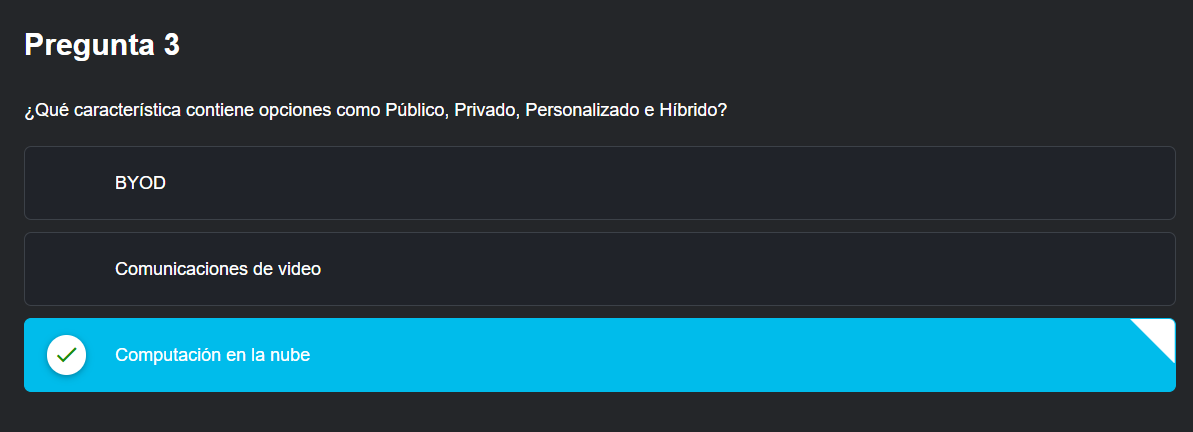 Pregunta 3
¿Qué característica contiene opciones como Público, Privado, Personalizado e Híbrido?
BYOD
Comunicaciones de video
Computación en la nube